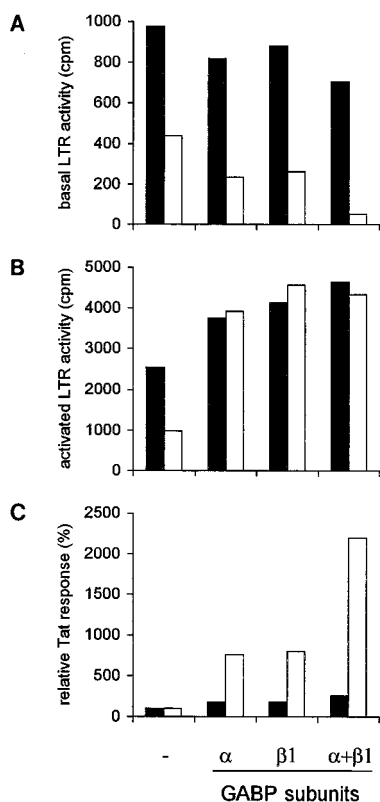 A
basal LTR activity (cpm)
1000
800
600
400
200
0
B
activated LTR activity (cpm)
5000
4000
3000
2000
1000
0
C
relative Tat response (%)
2500
2000
1500
1000
500
0
- α β1 α+β1
GABP subunits